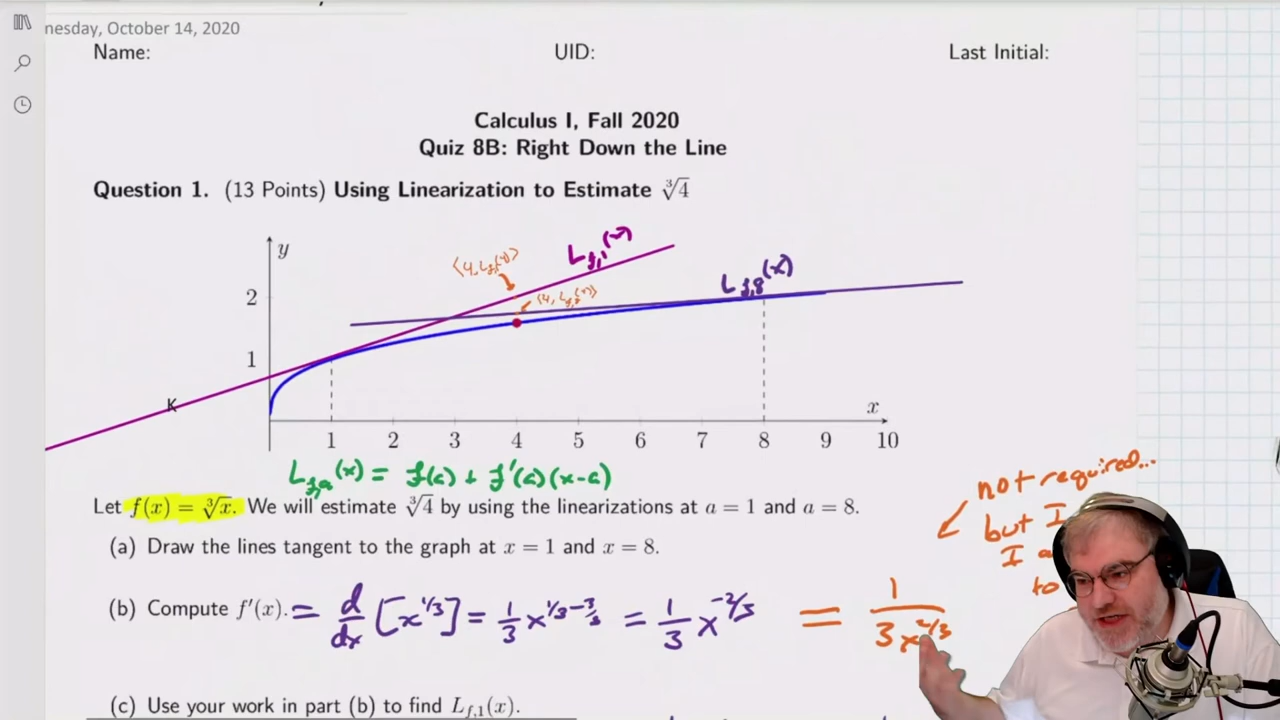 nesday, October 14, 2020
Name: UID: Last Initial:
Calculus I, Fall 2020
Quiz 8B: Right Down the Line
Question 1. (13 Points) Using Linearization to Estimate ∛4
y
L_{f,1}(x)
L_{f,8}(x)
2
1
K
x
1 2 3 4 5 6 7 8 9 10
L_{f,a}(x) = f(a) + f'(a)(x-a)
not required...
Let f(x) = ∛x. We will estimate ∛4 by using the linearizations at a = 1 and a = 8.
but I
(a) Draw the lines tangent to the graph at x = 1 and x = 8.
I
to
(b) Compute f′(x). = d/dx [x^{1/3}] = 1/3 x^{1/3 - 3/3} = 1/3 x^{-2/3} = 1/(3x^{2/3})
(c) Use your work in part (b) to find L_{f,1}(x).